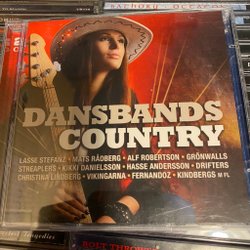 DANSBANDS
COUNTRY
LASSE STEFANZ • MATS RÅDBERG • ALF ROBERTSON • GRÖNWALLS
STREAPLERS • KIKKI DANIELSSON • HASSE ANDERSSON • DRIFTERS
CHRISTINA LINDBERG • VIKINGARNA • FERNANDOZ • KINDBERGS M FL